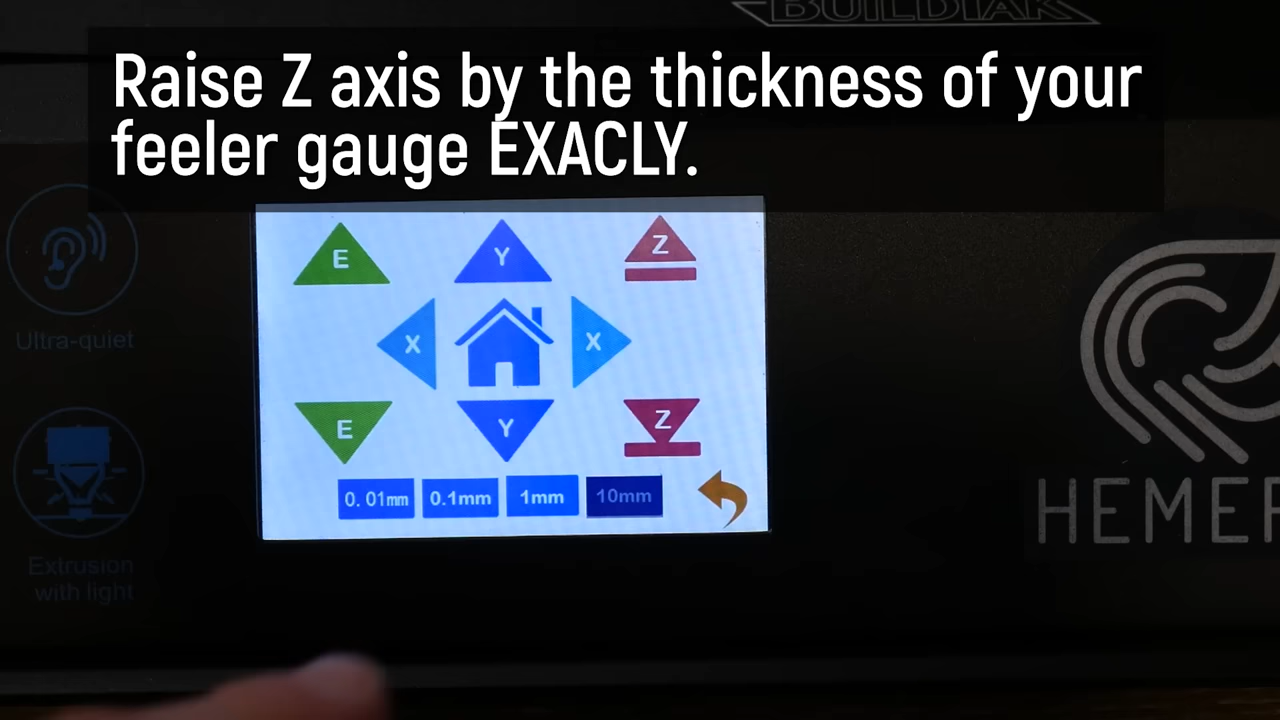 BUILDTAK
Raise Z axis by the thickness of your
feeler gauge EXACLY.
E
Y
Z
X
X
Ultra-quiet
E
Y
Z
0.01mm
0.1mm
1mm
10mm
Extrusion
with light